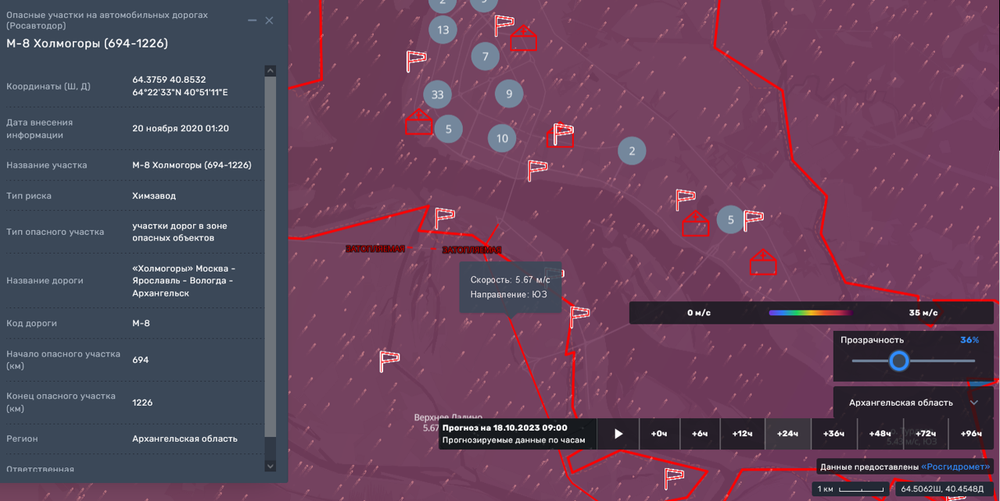 Опасные участки на автомобильных дорогах
(Росавтодор)
М-8 Холмогоры (694-1226)
Координаты (Ш, Д)
64.3759 40.8532
64°22'33"N 40°51'11"E
Дата внесения
информации
20 ноября 2020 01:20
Название участка
М-8 Холмогоры (694-1226)
Тип риска
Химзавод
Тип опасного участка
участки дорог в зоне
опасных объектов
Название дороги
«Холмогоры» Москва -
Ярославль - Вологда -
Архангельск
Код дороги
М-8
Начало опасного участка
(км)
694
Конец опасного участка
(км)
1226
Регион
Архангельская область
Ответственная
2
9
13
7
33
9
5
10
2
5
ЗАТОПЛЯЕМАЯ
ЗАТОПЛЯЕМАЯ
Скорость: 5.67 м/с
Направление: ЮЗ
0 м/с
35 м/с
Прозрачность
36%
Архангельская область
Верхнее Ладино
5.67
Прогноз на 18.10.2023 09:00
Прогнозируемые данные по часам
+0ч
+6ч
+12ч
+24ч
+36ч
+48ч
+72ч
+96ч
5.43 м/с, ЮЗ
Данные предоставлены «Росгидромет»
1 км
64.5062Ш, 40.4548Д